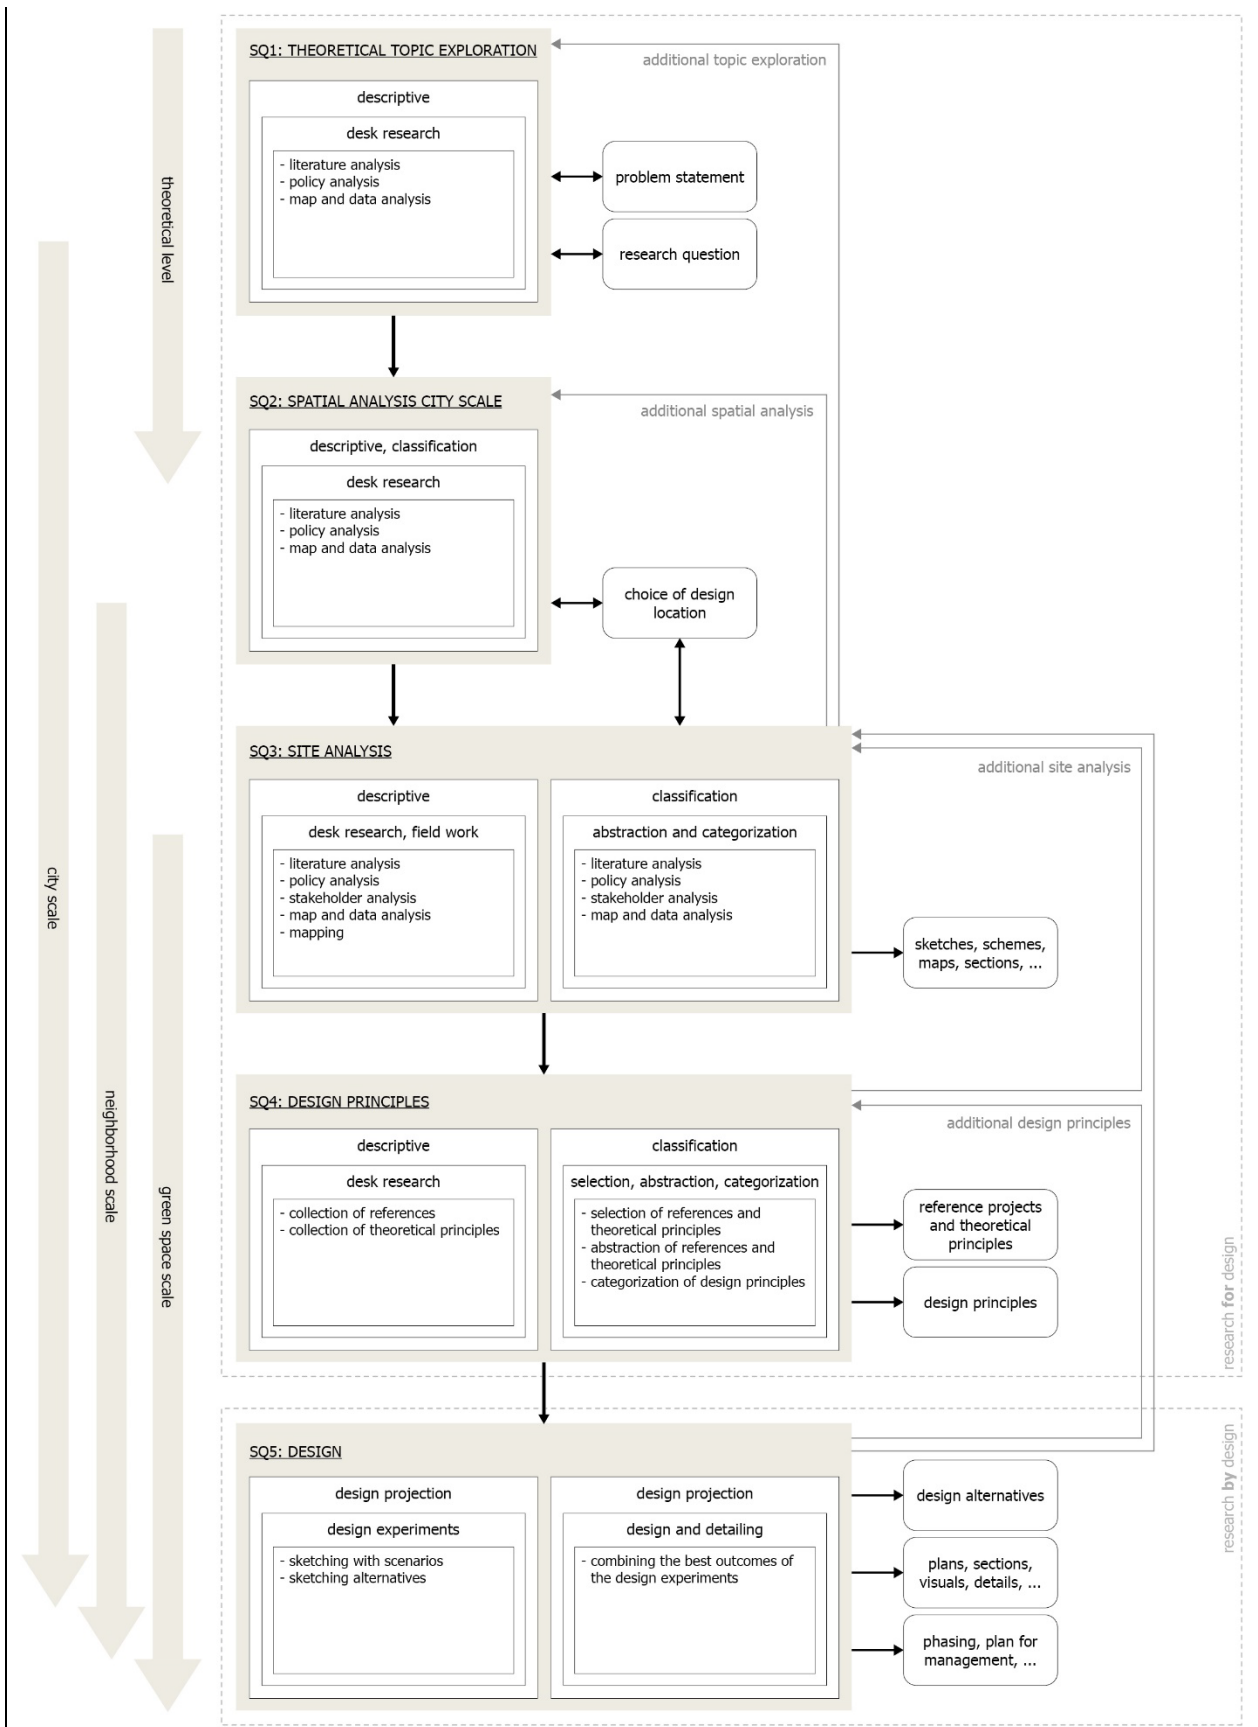 SQ1: THEORETICAL TOPIC EXPLORATION
additional topic exploration
descriptive
desk research
- literature analysis
- policy analysis
- map and data analysis
problem statement
research question
theoretical level
SQ2: SPATIAL ANALYSIS CITY SCALE
additional spatial analysis
descriptive, classification
desk research
- literature analysis
- policy analysis
- map and data analysis
choice of design
location
SQ3: SITE ANALYSIS
additional site analysis
descriptive
desk research, field work
- literature analysis
- policy analysis
- stakeholder analysis
- map and data analysis
- mapping
classification
abstraction and categorization
- literature analysis
- policy analysis
- stakeholder analysis
- map and data analysis
sketches, schemes,
maps, sections, ...
city scale
neighborhood scale
green space scale
SQ4: DESIGN PRINCIPLES
additional design principles
descriptive
desk research
- collection of references
- collection of theoretical principles
classification
selection, abstraction, categorization
- selection of references and
theoretical principles
- abstraction of references and
theoretical principles
- categorization of design principles
reference projects
and theoretical
principles
design principles
research for design
SQ5: DESIGN
design projection
design experiments
- sketching with scenarios
- sketching alternatives
design projection
design and detailing
- combining the best outcomes of
the design experiments
design alternatives
plans, sections,
visuals, details, ...
phasing, plan for
management, ...
research by design